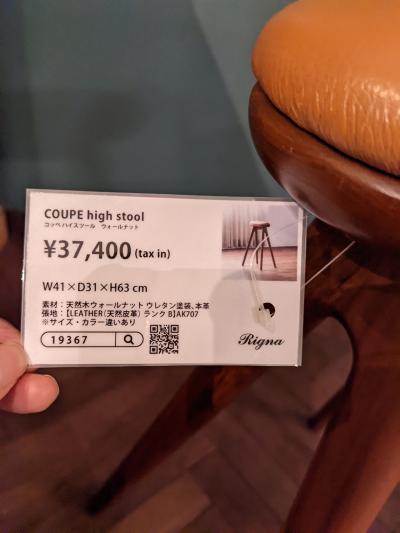 COUPE high stool
コッペ ハイスツール　ウォールナット
¥37,400 (tax in)
W41×D31×H63 cm
素材：天然木ウォールナット ウレタン塗装、本革
張地：【LEATHER（天然皮革） ランク B】AK707
※サイズ・カラー違いあり
19367
Rigna